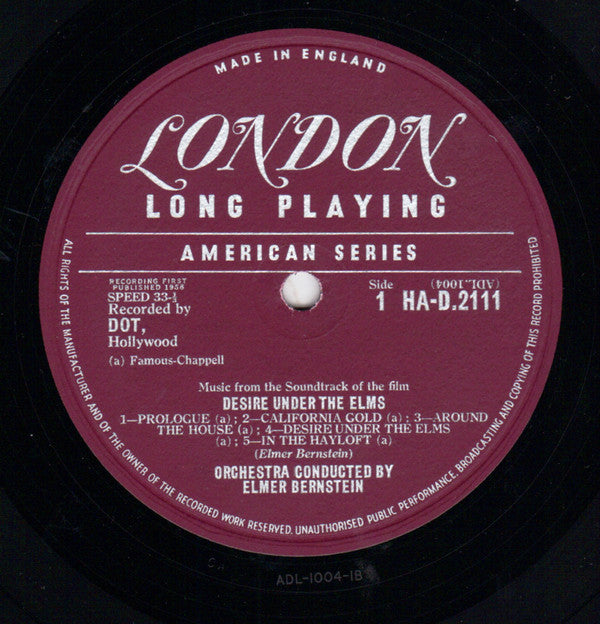 MADE IN ENGLAND
LONDON
LONG PLAYING
AMERICAN SERIES
RECORDING FIRST
PUBLISHED 1958
SPEED 33-⅓
Recorded by
DOT,
Hollywood
(a) Famous-Chappell
Side
1
(ADL.1004)
HA-D.2111
Music from the Soundtrack of the film
DESIRE UNDER THE ELMS
1—PROLOGUE (a); 2—CALIFORNIA GOLD (a); 3—AROUND
THE HOUSE (a); 4—DESIRE UNDER THE ELMS
(a); 5—IN THE HAYLOFT (a)
(Elmer Bernstein)
ORCHESTRA CONDUCTED BY
ELMER BERNSTEIN
ALL RIGHTS OF THE MANUFACTURER AND OF THE OWNER OF THE RECORDED WORK RESERVED. UNAUTHORISED PUBLIC PERFORMANCE, BROADCASTING AND COPYING OF THIS RECORD PROHIBITED
ADL-1004-1B